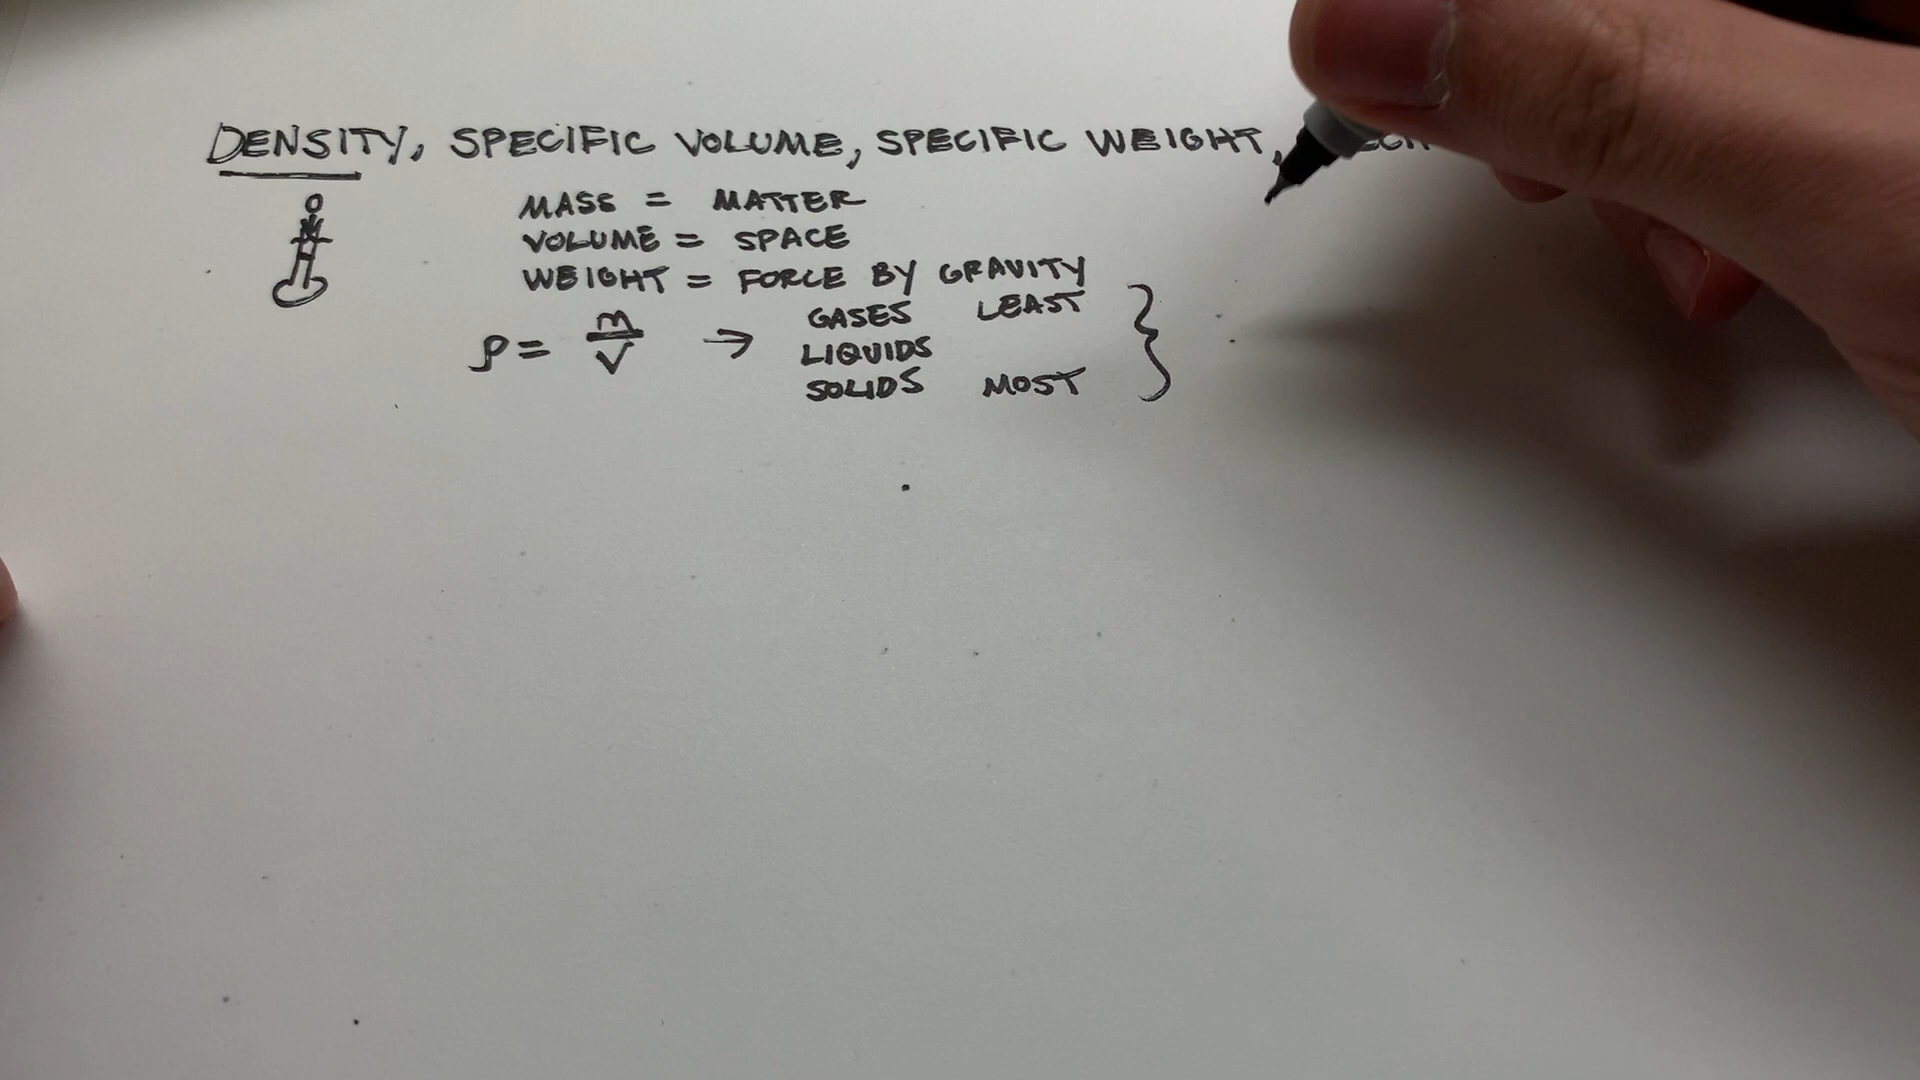 DENSITY, SPECIFIC VOLUME, SPECIFIC WEIGHT,
MASS = MATTER
VOLUME = SPACE
WEIGHT = FORCE BY GRAVITY
ρ = m/V → GASES LEAST
LIQUIDS
SOLIDS MOST